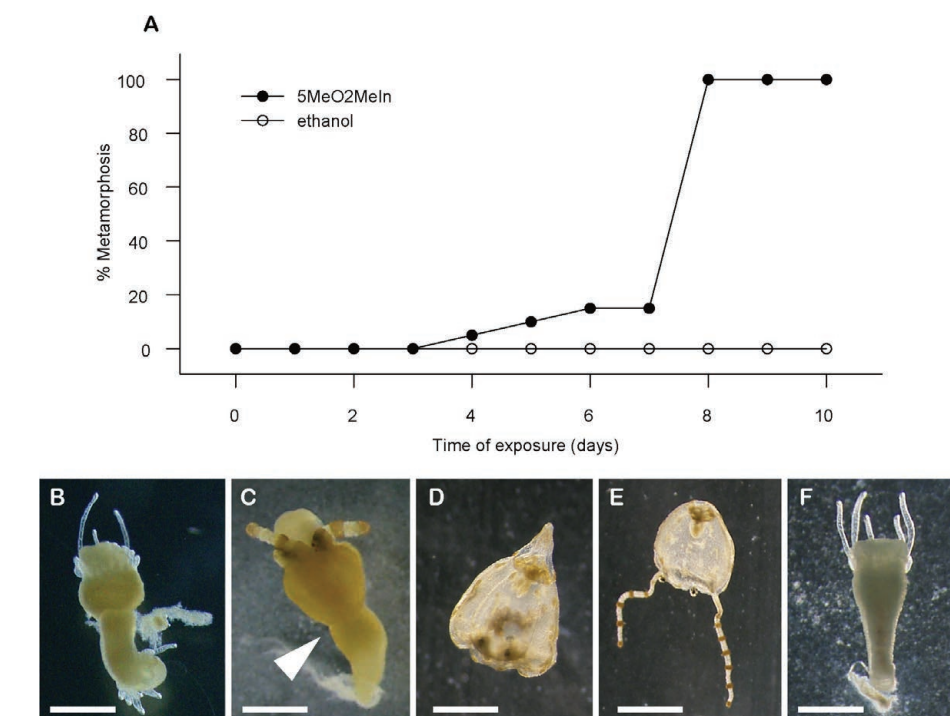 A
100
80
60
40
20
0
% Metamorphosis
5MeO2MeIn
ethanol
0 2 4 6 8 10
Time of exposure (days)
B C D E F